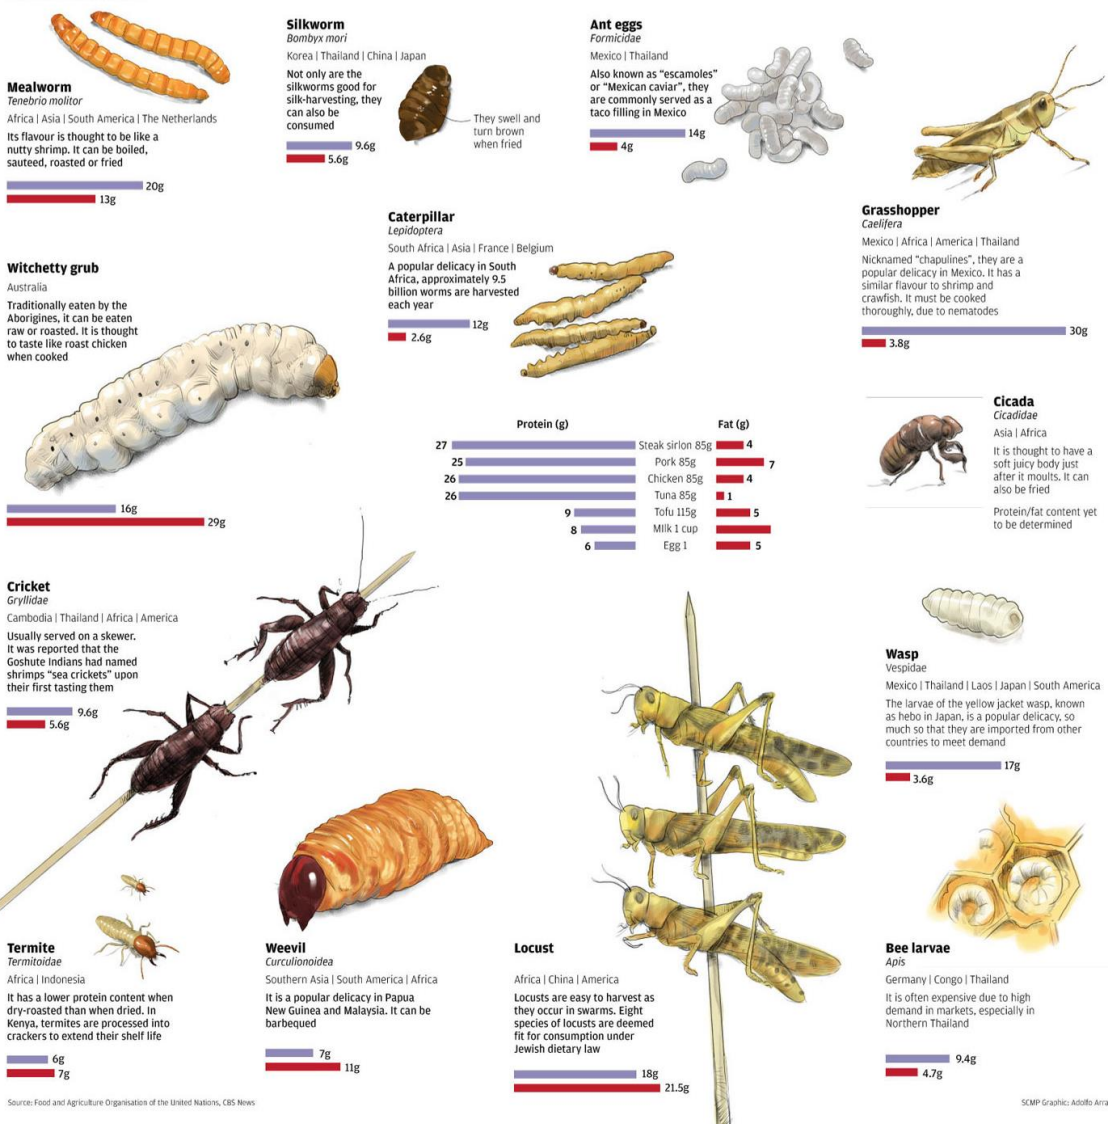 Mealworm
Tenebrio molitor
Africa | Asia | South America | The Netherlands
Its flavour is thought to be like a
nutty shrimp. It can be boiled,
sauteed, roasted or fried
20g
13g
Silkworm
Bombyx mori
Korea | Thailand | China | Japan
Not only are the
silkworms good for
silk-harvesting, they
can also be
consumed
9.6g
5.6g
They swell and
turn brown
when fried
Ant eggs
Formicidae
Mexico | Thailand
Also known as “escamoles”
or “Mexican caviar”, they
are commonly served as a
taco filling in Mexico
14g
4g
Grasshopper
Caelifera
Mexico | Africa | America | Thailand
Nicknamed “chapulines”, they are a
popular delicacy in Mexico. It has a
similar flavour to shrimp and
crawfish. It must be cooked
thoroughly, due to nematodes
30g
3.8g
Caterpillar
Lepidoptera
South Africa | Asia | France | Belgium
A popular delicacy in South
Africa, approximately 9.5
billion worms are harvested
each year
12g
2.6g
Witchetty grub
Australia
Traditionally eaten by the
Aborigines, it can be eaten
raw or roasted. It is thought
to taste like roast chicken
when cooked
16g
29g
Protein (g) Fat (g)
27 Steak sirlon 85g 4
25 Pork 85g 7
26 Chicken 85g 4
26 Tuna 85g 1
9 Tofu 115g 5
8 MIlk 1 cup
6 Egg 1 5
Cicada
Cicadidae
Asia | Africa
It is thought to have a
soft juicy body just
after it moults. It can
also be fried
Protein/fat content yet
to be determined
Cricket
Gryllidae
Cambodia | Thailand | Africa | America
Usually served on a skewer.
It was reported that the
Goshute Indians had named
shrimps “sea crickets” upon
their first tasting them
9.6g
5.6g
Wasp
Vespidae
Mexico | Thailand | Laos | Japan | South America
The larvae of the yellow jacket wasp, known
as hebo in Japan, is a popular delicacy, so
much so that they are imported from other
countries to meet demand
17g
3.6g
Termite
Termitoidae
Africa | Indonesia
It has a lower protein content when
dry-roasted than when dried. In
Kenya, termites are processed into
crackers to extend their shelf life
6g
7g
Weevil
Curculionoidea
Southern Asia | South America | Africa
It is a popular delicacy in Papua
New Guinea and Malaysia. It can be
barbequed
7g
11g
Locust
Africa | China | America
Locusts are easy to harvest as
they occur in swarms. Eight
species of locusts are deemed
fit for consumption under
Jewish dietary law
18g
21.5g
Bee larvae
Apis
Germany | Congo | Thailand
It is often expensive due to high
demand in markets, especially in
Northern Thailand
9.4g
4.7g
Source: Food and Agriculture Organisation of the United Nations, CBS News
SCMP Graphic: Adolfo Arra